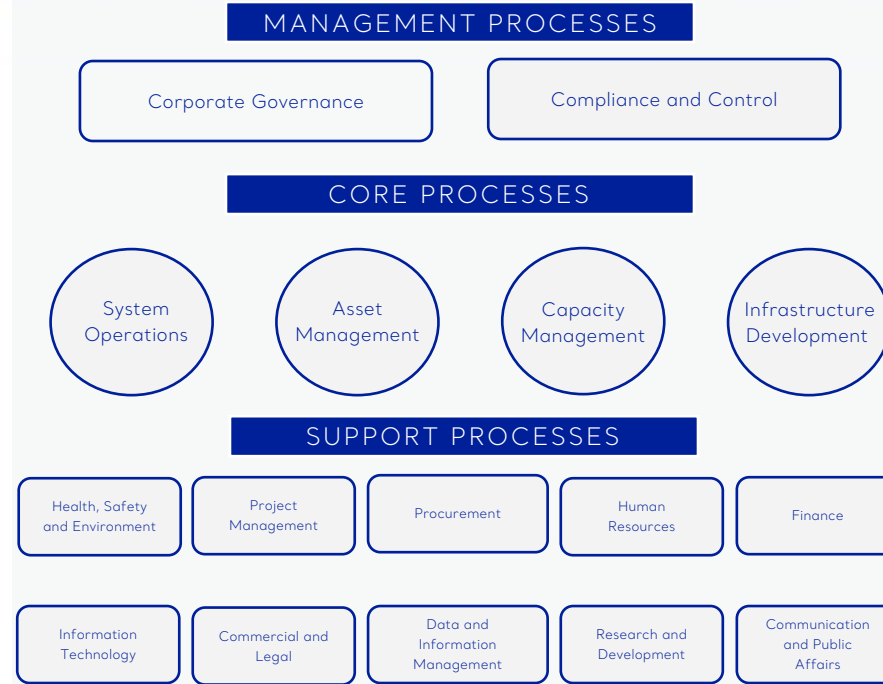 MANAGEMENT PROCESSES
Corporate Governance
Compliance and Control
CORE PROCESSES
System
Operations
Asset
Management
Capacity
Management
Infrastructure
Development
SUPPORT PROCESSES
Health, Safety
and Environment
Project
Management
Procurement
Human
Resources
Finance
Information
Technology
Commercial and
Legal
Data and
Information
Management
Research and
Development
Communication
and Public
Affairs